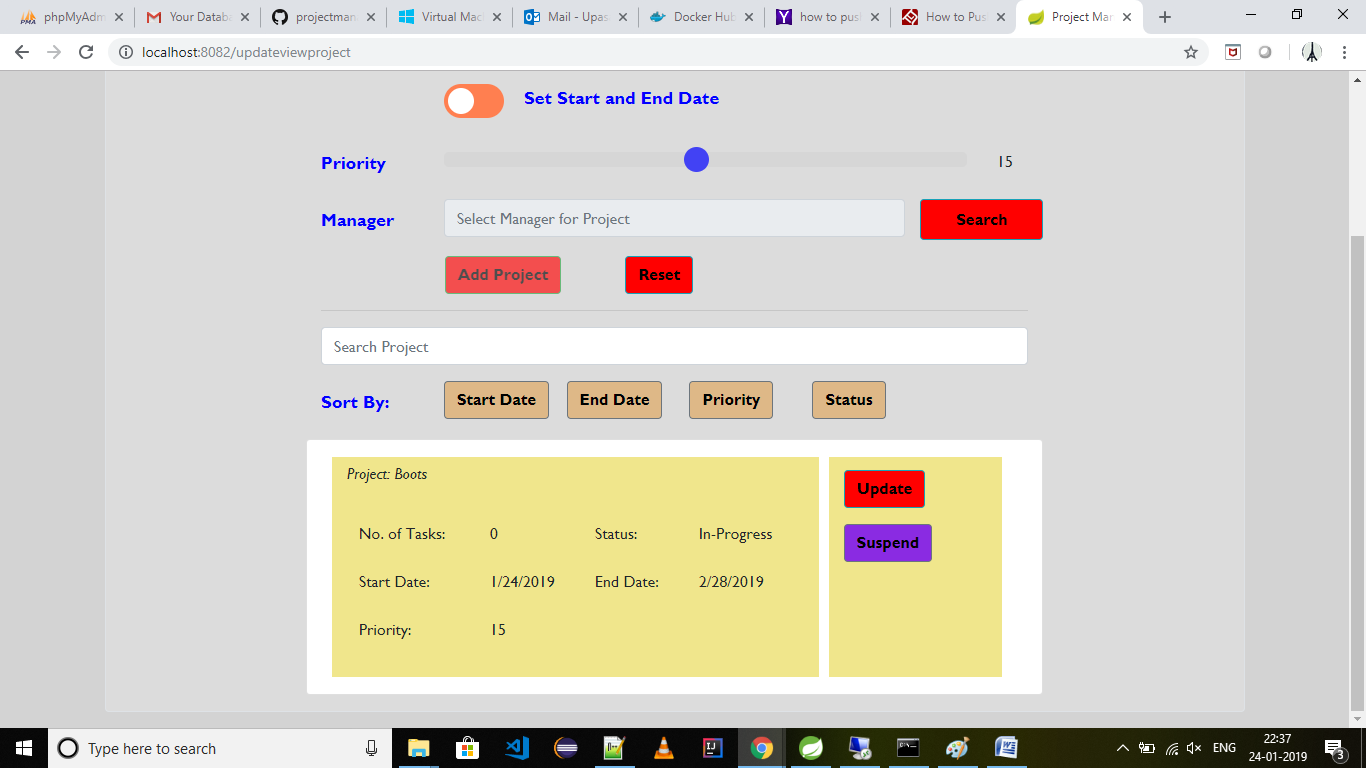 phpMyAdm
Your Databa
projectman
Virtual Mac
Mail - Upas
Docker Hub
how to push
How to Pus
Project Mar
localhost:8082/updateviewproject
Set Start and End Date
Priority 15
Manager Select Manager for Project Search
Add Project Reset
Search Project
Sort By: Start Date End Date Priority Status
Project: Boots
Update
No. of Tasks: 0 Status: In-Progress
Suspend
Start Date: 1/24/2019 End Date: 2/28/2019
Priority: 15
Type here to search
ENG
22:37
24-01-2019
3